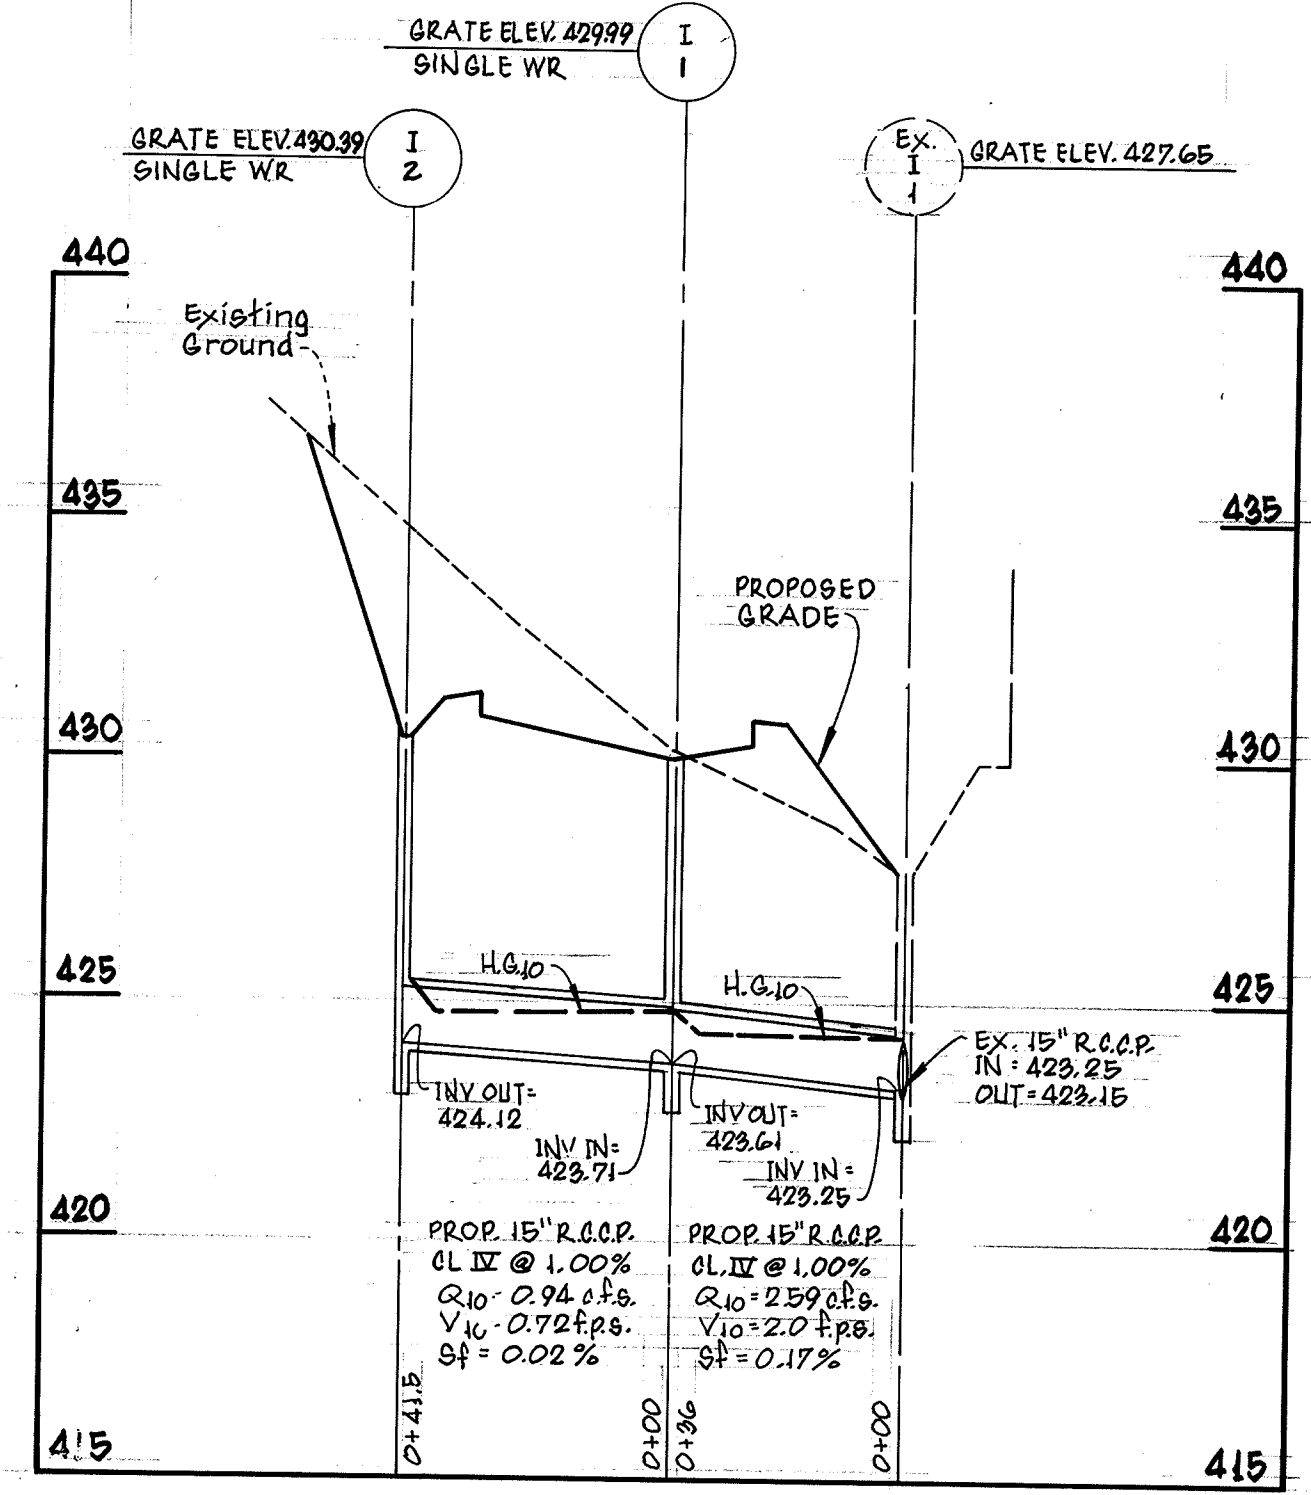 GRATE ELEV. 429.99
SINGLE WR
I
1
GRATE ELEV. 430.39
SINGLE WR
I
2
EX.
I
1
GRATE ELEV. 427.65
440
440
Existing
Ground
435
435
PROPOSED
GRADE
430
430
425
425
H.G.10
H.G.10
EX. 15" R.C.C.P.
IN = 423.25
OUT = 423.15
INV OUT =
424.12
INV IN =
423.71
INV OUT =
423.61
INV IN =
423.25
420
420
PROP. 15" R.C.C.P.
CL IV @ 1.00%
Q10 - 0.94 c.f.s.
V10 - 0.72 f.p.s.
Sf = 0.02 %
PROP. 15" R.C.C.P.
CL. IV @ 1.00%
Q10 = 2.59 c.f.s.
V10 = 2.0 f.p.s.
Sf = 0.17%
0+41.5
0+00
0+36
0+00
415
415